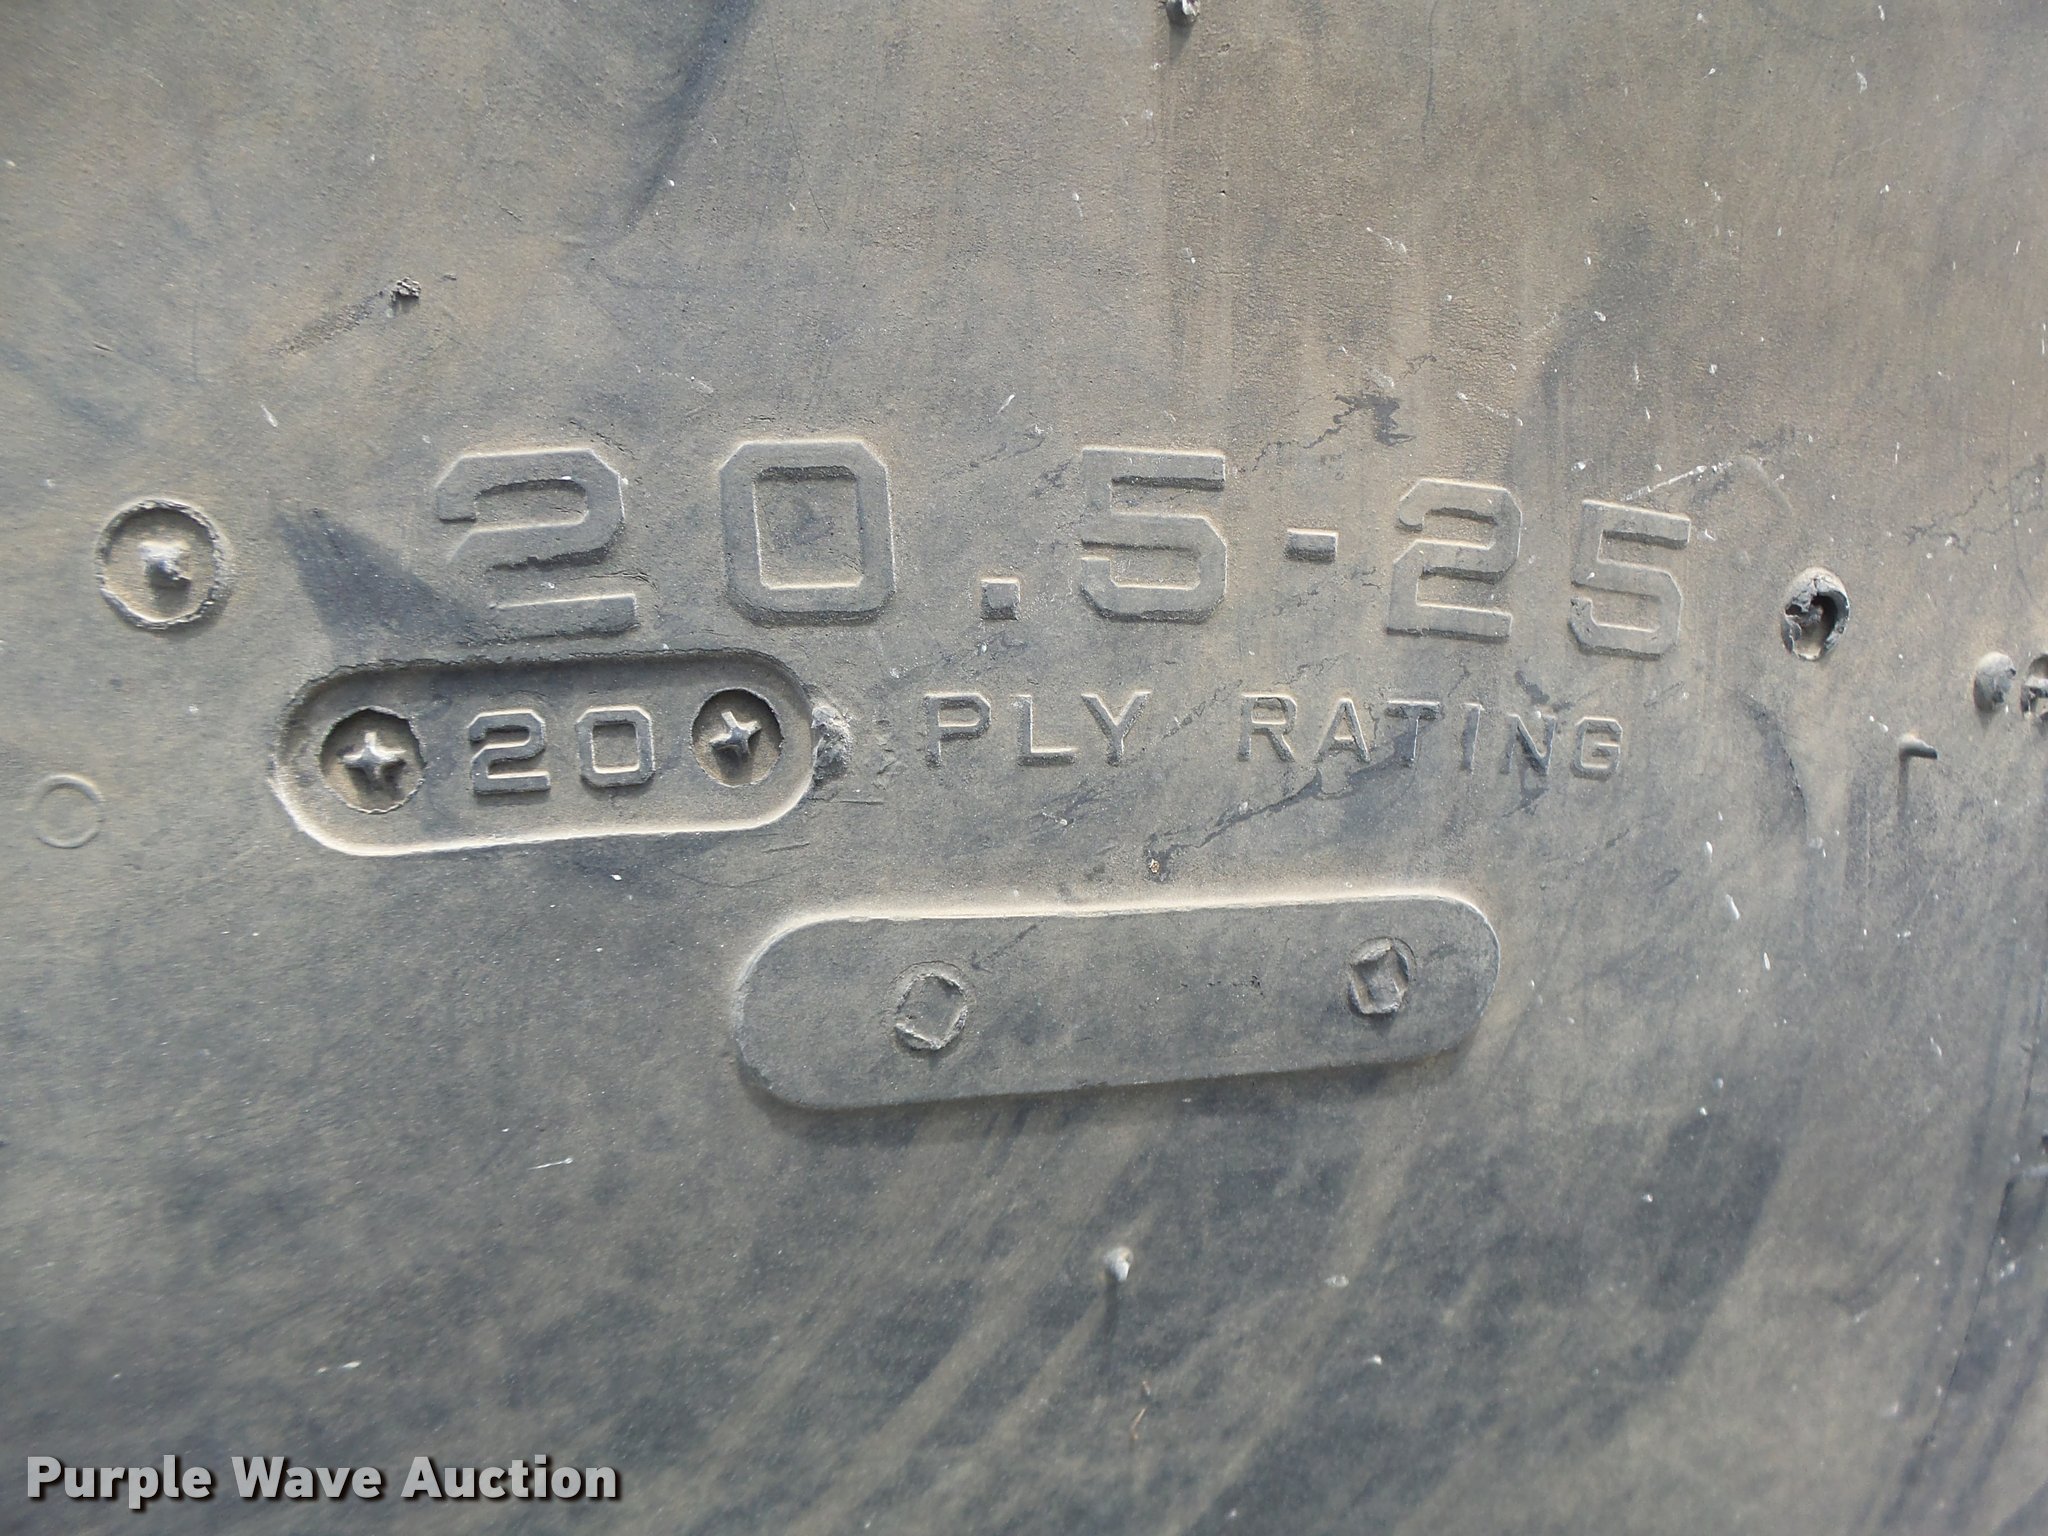 20.5-25
20 PLY RATING
Purple Wave Auction